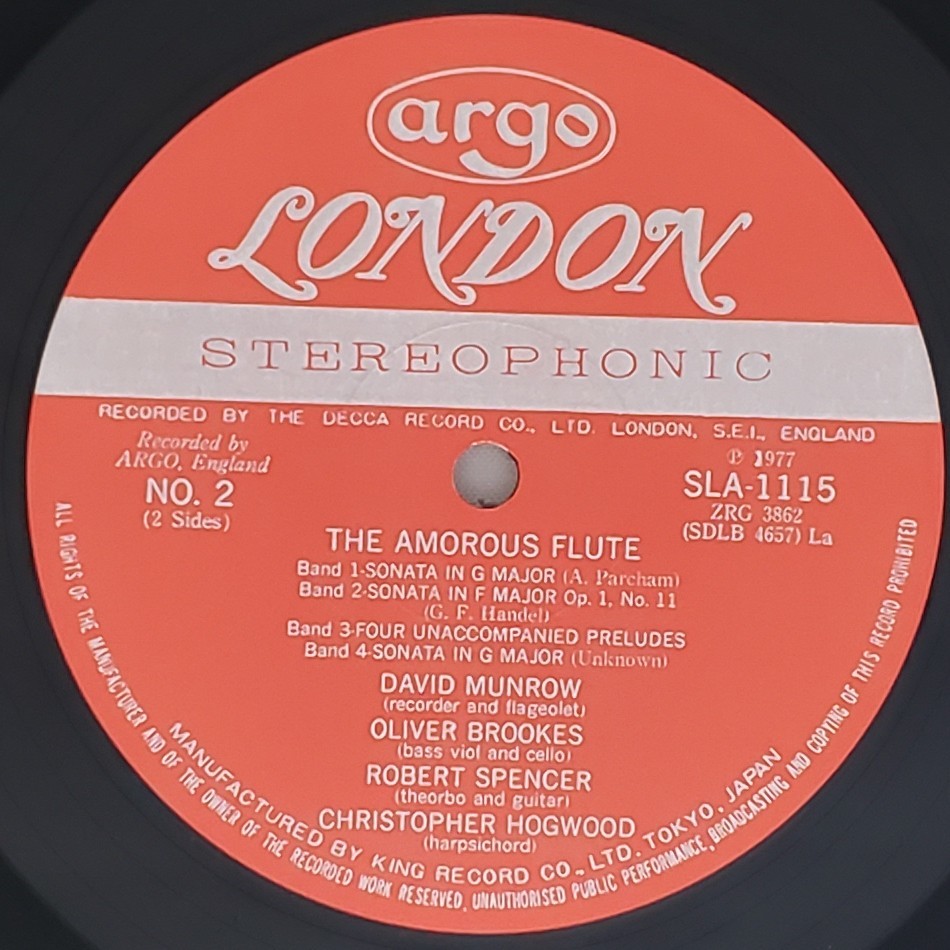 argo
LONDON
STEREOPHONIC
RECORDED BY THE DECCA RECORD CO., LTD. LONDON, S.E.I., ENGLAND
Recorded by
ARGO, England
NO. 2
(2 Sides)
℗ 1977
SLA-1115
ZRG 3862
(SDLB 4657) La
THE AMOROUS FLUTE
Band 1-SONATA IN G MAJOR (A. Parcham)
Band 2-SONATA IN F MAJOR Op. 1, No. 11
(G. F. Handel)
Band 3-FOUR UNACCOMPANIED PRELUDES
Band 4-SONATA IN G MAJOR (Unknown)
DAVID MUNROW
(recorder and flageolet)
OLIVER BROOKES
(bass viol and cello)
ROBERT SPENCER
(theorbo and guitar)
CHRISTOPHER HOGWOOD
(harpsichord)
MANUFACTURED BY KING RECORD CO., LTD. TOKYO, JAPAN
ALL RIGHTS OF THE MANUFACTURER AND OF THE OWNER OF THE RECORDED WORK RESERVED. UNAUTHORISED PUBLIC PERFORMANCE, BROADCASTING AND COPYING OF THIS RECORD PROHIBITED